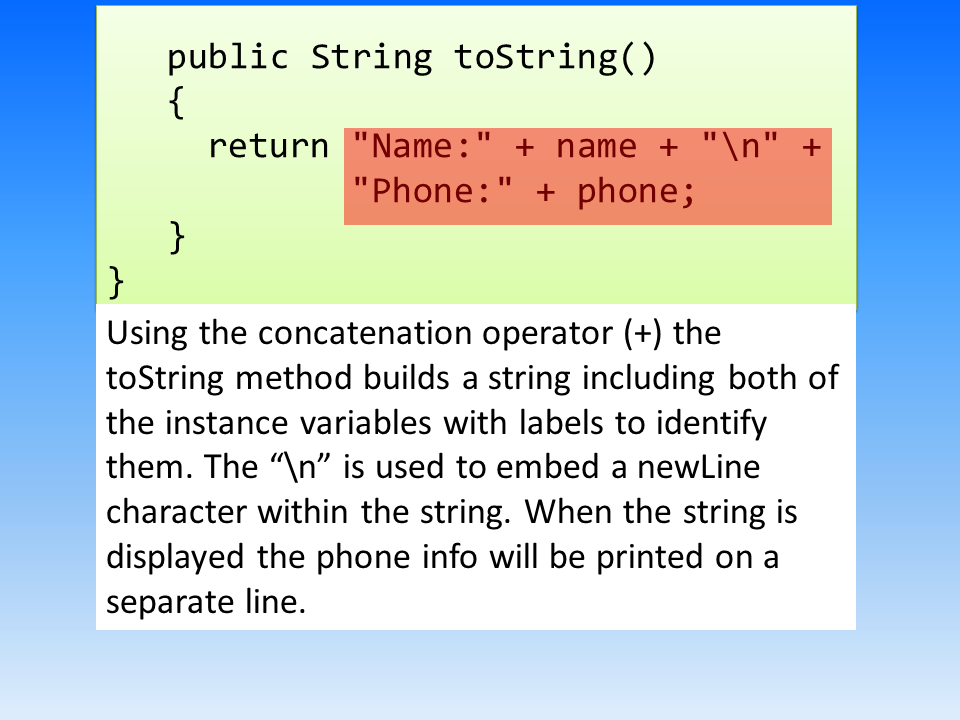 public String toString()
{
return "Name:" + name + "\n" +
"Phone:" + phone;
}
}
Using the concatenation operator (+) the
toString method builds a string including both of
the instance variables with labels to identify
them. The “\n” is used to embed a newLine
character within the string. When the string is
displayed the phone info will be printed on a
separate line.